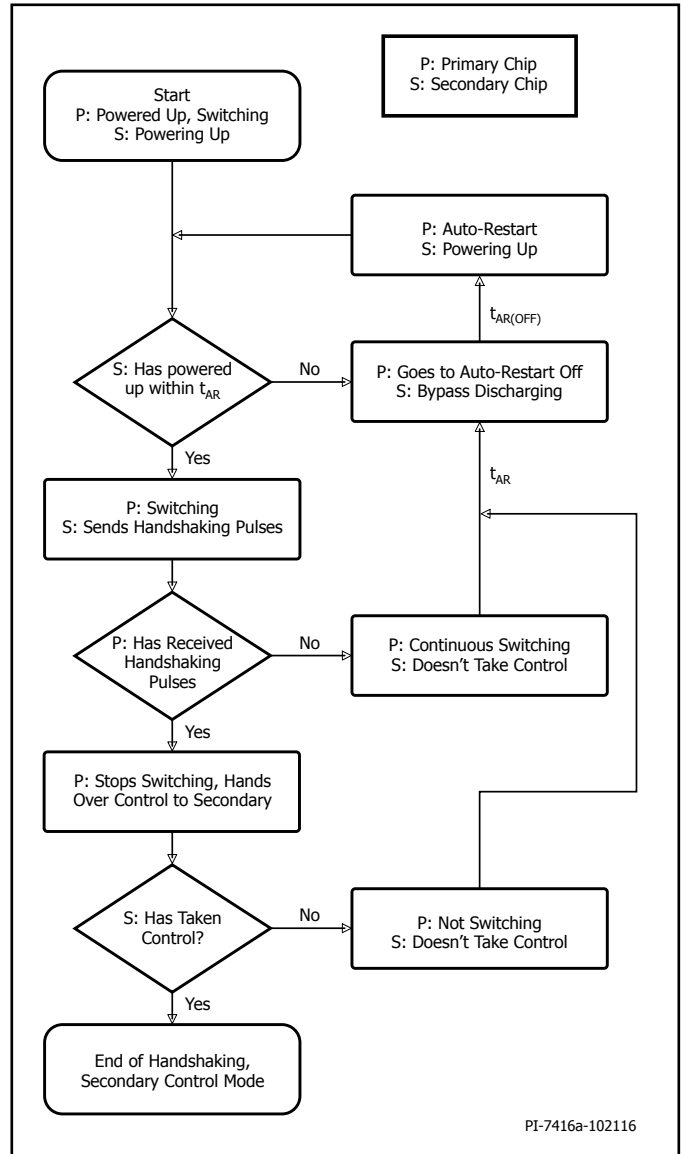 P: Primary Chip
S: Secondary Chip
Start
P: Powered Up, Switching
S: Powering Up
P: Auto-Restart
S: Powering Up
t_AR(OFF)
S: Has powered
up within t_AR
No
P: Goes to Auto-Restart Off
S: Bypass Discharging
Yes
t_AR
P: Switching
S: Sends Handshaking Pulses
P: Has Received
Handshaking
Pulses
No
P: Continuous Switching
S: Doesn't Take Control
Yes
P: Stops Switching, Hands
Over Control to Secondary
S: Has Taken
Control?
No
P: Not Switching
S: Doesn't Take Control
Yes
End of Handshaking,
Secondary Control Mode
PI-7416a-102116